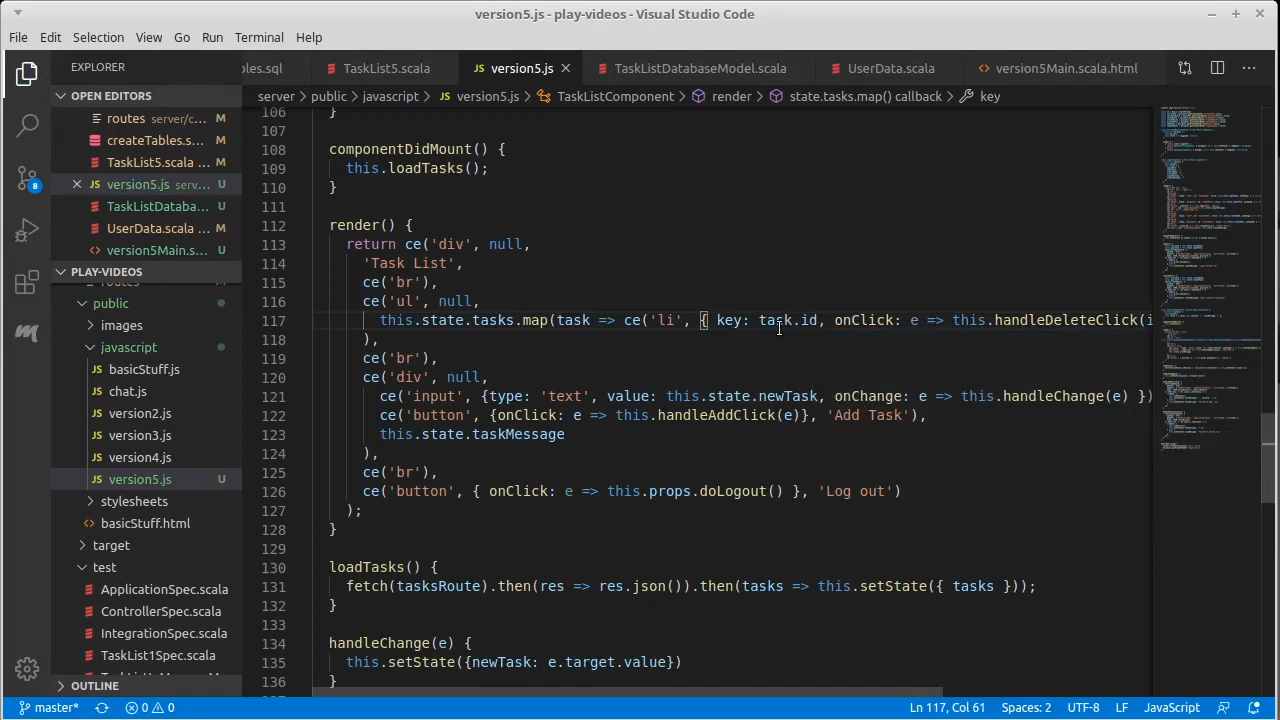 version5.js - play-videos - Visual Studio Code
File Edit Selection View Go Run Terminal Help
EXPLORER
OPEN EDITORS
routes server/c... M
createTables.s... M
TaskList5.scala M
version5.js serv... U
TaskListDataba... U
UserData.scala... M
version5Main.s... U
PLAY-VIDEOS
public
images
javascript
basicStuff.js
chat.js
version2.js
version3.js
version4.js
version5.js U
stylesheets
basicStuff.html
target
test
ApplicationSpec.scala
ControllerSpec.scala
IntegrationSpec.scala
TaskList1Spec.scala
OUTLINE
8
bles.sql TaskList5.scala version5.js TaskListDatabaseModel.scala UserData.scala version5Main.scala.html
server > public > javascript > JS version5.js > TaskListComponent > render > state.tasks.map() callback > key
106 }
107
108 componentDidMount() {
109 this.loadTasks();
110 }
111
112 render() {
113 return ce('div', null,
114 'Task List',
115 ce('br'),
116 ce('ul', null,
117 this.state.tasks.map(task => ce('li', { key: task.id, onClick: => this.handleDeleteClick(i
118 ),
119 ce('br'),
120 ce('div', null,
121 ce('input', 'text', value: this.state.newTask, onChange: e => this.handleChange(e) })
122 ce('button', onClick: e => this.handleAddClick(e)}, 'Add Task'),
123 this.state.taskMessage
124 ),
125 ce('br'),
126 ce('button', { onClick: e => this.props.doLogout() }, 'Log out')
127 );
128 }
129
130 loadTasks() {
131 fetch(tasksRoute).then(res => res.json()).then(tasks => this.setState({ tasks }));
132 }
133
134 handleChange(e) {
135 this.setState({newTask: e.target.value})
136 }
master* 0 0 Ln 117, Col 61 Spaces: 2 UTF-8 LF JavaScript